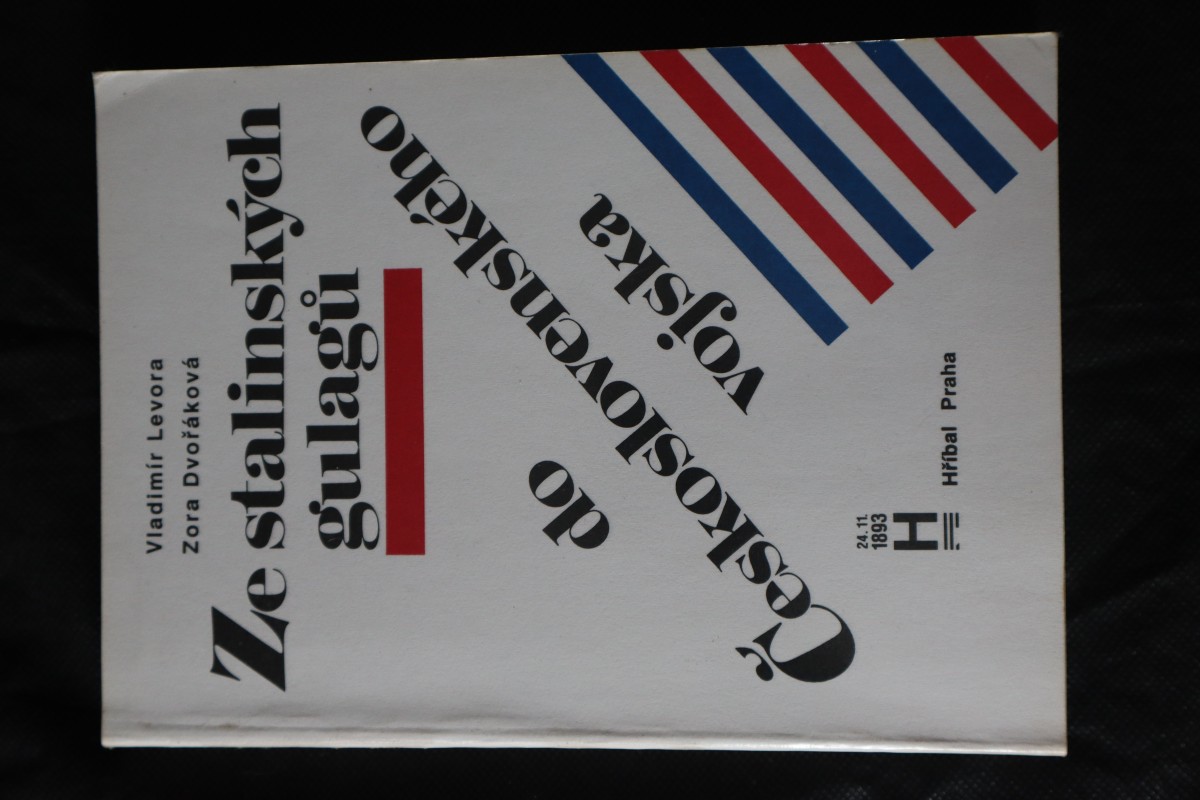 Vladimír Levora
Zora Dvořáková
Ze stalinských
gulagů
do
Československého
vojska
24.11.
1893
H
Hříbal Praha